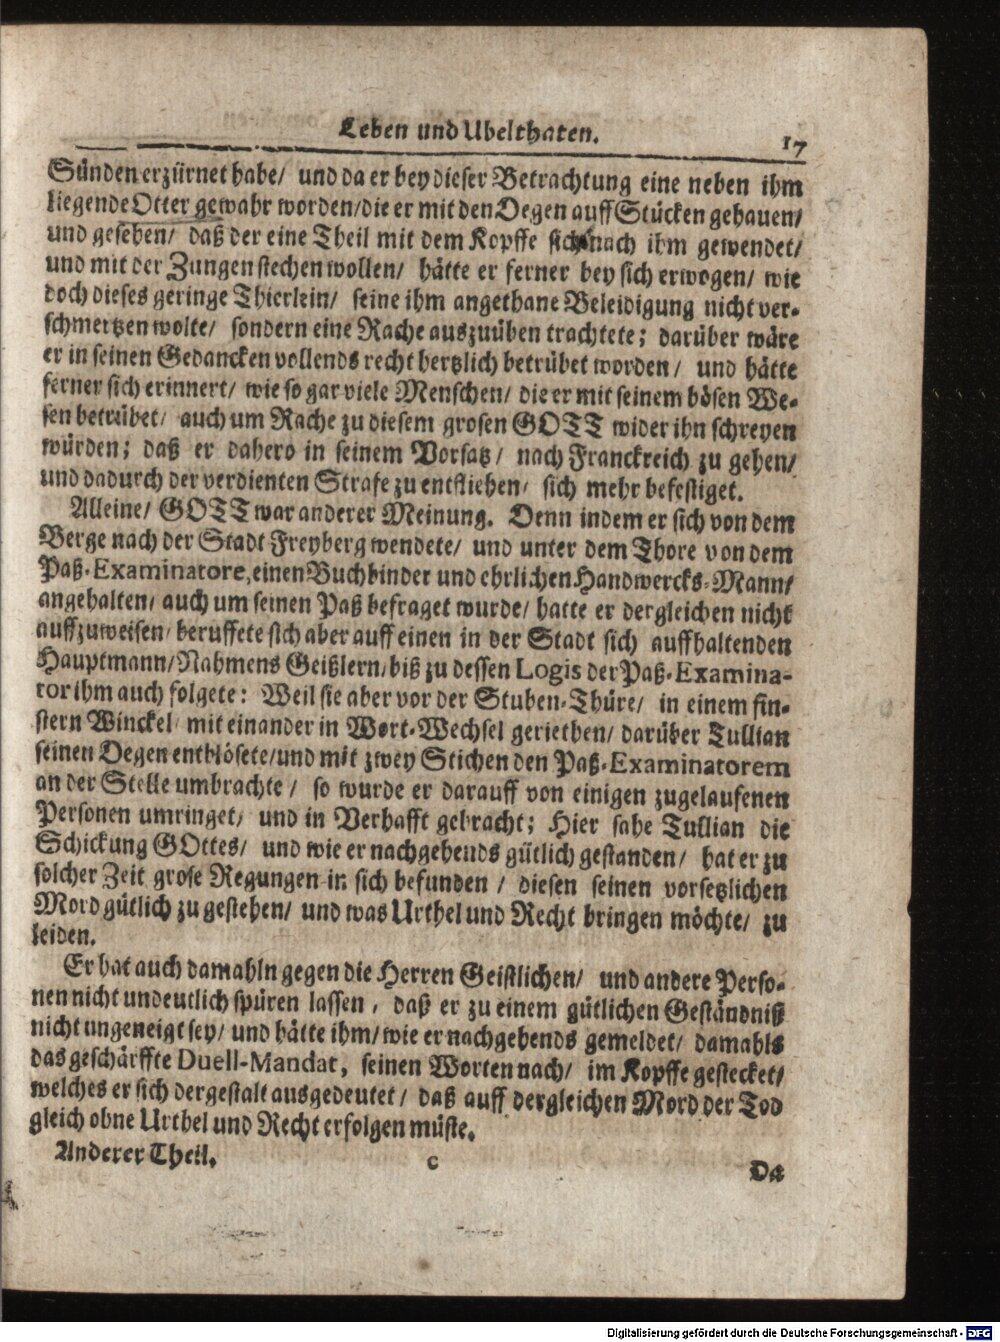 Leben und Ubelthaten. 17
Sünden erzürnet habe/ und da er bey dieser Betrachtung eine neben ihm
liegende Otter gewahr worden/die er mit den Degen auff Stücken gehauen/
und gesehen/ daß der eine Theil mit dem Kopffe sich nach ihm gewendet/
und mit der Zungen stechen wollen/ hätte er ferner bey sich erwogen/ wie
doch dieses geringe Thierlein/ seine ihm angethane Beleidigung nicht ver-
schmertzen wolte/ sondern eine Rache auszuüben trachtete; darüber wäre
er in seinen Gedancken vollends recht hertzlich betrübet worden/ und hätte
ferner sich erinnert/ wie so gar viele Menschen/ die er mit seinem bösen We-
sen betrübet/ auch um Rache zu diesem grosen GOTT wider ihn schreyen
würden; daß er dahero in seinem Vorsatz/ nach Franckreich zu gehen/
und dadurch der verdienten Strafe zu entfliehen/ sich mehr befestiget.
Alleine/ GOTT war anderer Meinung. Denn indem er sich von dem
Berge nach der Stadt Freyberg wendete/ und unter dem Thore von dem
Paß-Examinatore, einen Buchbinder und ehrlichen Handwercks-Mann/
angehalten/ auch um seinen Paß befraget wurde/ hatte er dergleichen nicht
auffzuweisen/ beruffete sich aber auff einen in der Stadt sich auffhaltenden
Hauptmann/Nahmens Geißlern/biß zu dessen Logis der Paß-Examina-
tor ihm auch folgete: Weil sie aber vor der Stuben-Thüre/ in einem fin-
stern Winckel/ mit einander in Wort-Wechsel geriethen/ darüber Tullian
seinen Degen entblösete/und mit zwey Stichen den Paß-Examinatorem
an der Stelle umbrachte/ so wurde er darauff von einigen zugelaufenen
Personen umringet/ und in Verhafft gebracht; Hier sahe Tullian die
Schickung GOttes/ und wie er nachgehends gütlich gestanden/ hat er zu
solcher Zeit grose Regungen in sich befunden/ diesen seinen vorsetzlichen
Mord gütlich zu gestehen/ und was Urthel und Recht bringen möchte/ zu
leiden.
Er hat auch damahln gegen die Herren Geistlichen/ und andere Perso-
nen nicht undeutlich spüren lassen, daß er zu einem gütlichen Geständniß
nicht ungeneigt sey/ und hätte ihm/ wie er nachgehends gemeldet/ damahls
das geschärffte Duell-Mandat, seinen Worten nach/ im Kopffe gestecket/
welches er sich dergestalt ausgedeutet/ daß auff dergleichen Mord der Tod
gleich ohne Urthel und Recht erfolgen müste.
Anderer Theil. C Da
Digitalisierung gefördert durch die Deutsche Forschungsgemeinschaft - DFG